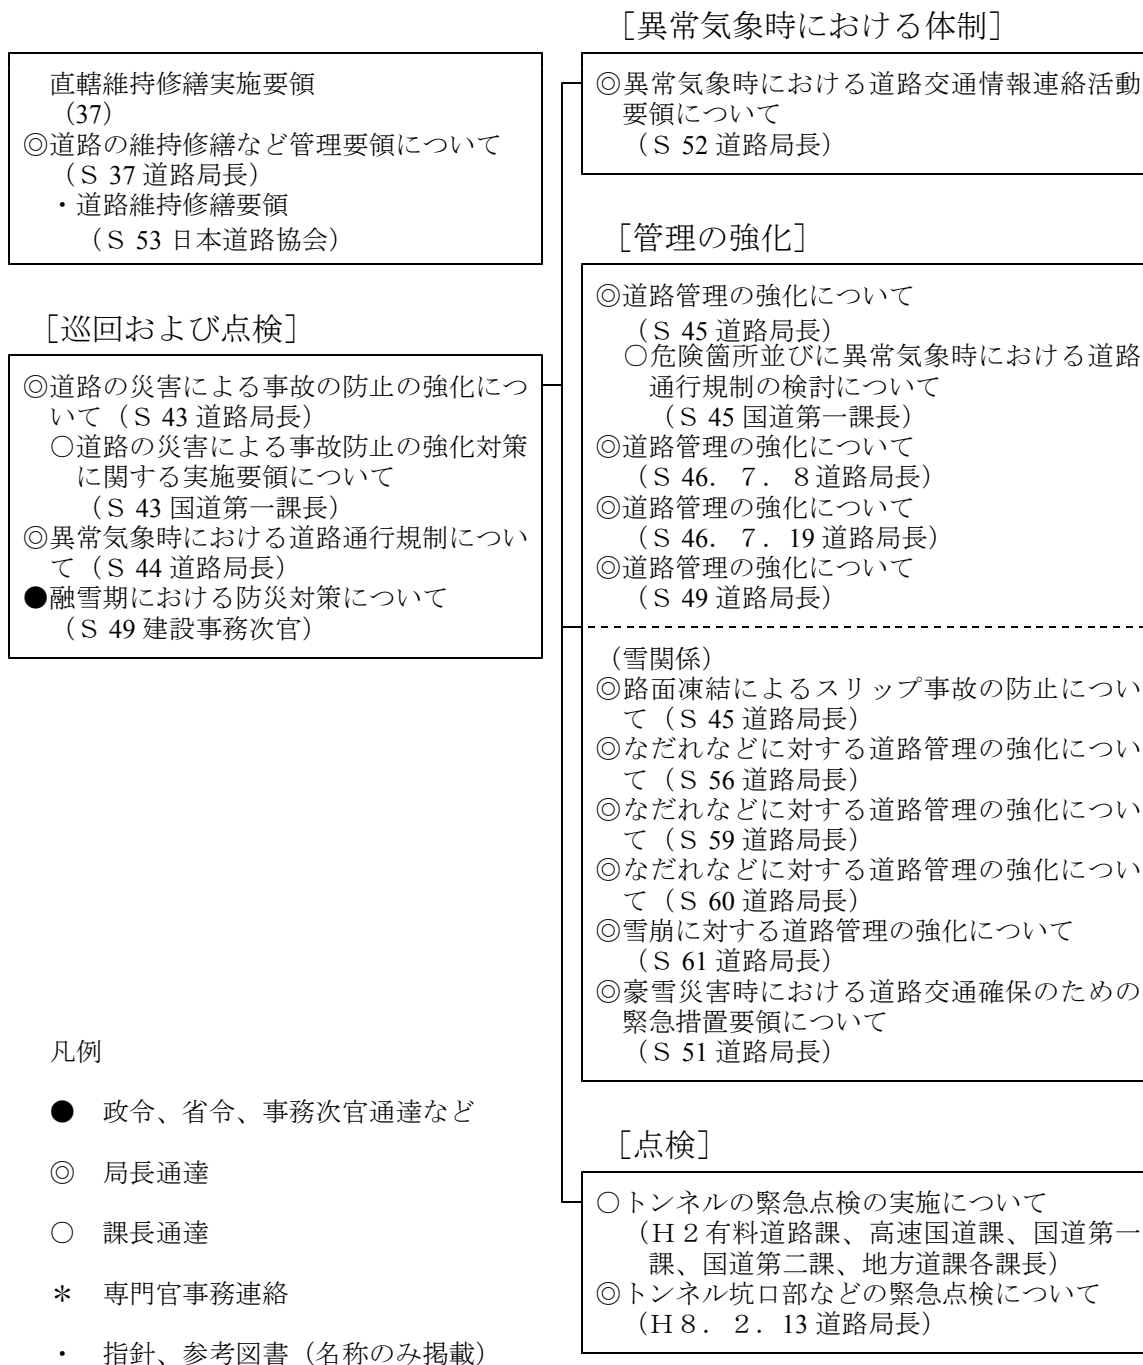 直轄維持修繕実施要領
（37）
◎道路の維持修繕など管理要領について
（Ｓ 37 道路局長）
・道路維持修繕要領
（Ｓ 53 日本道路協会）
［巡回および点検］
◎道路の災害による事故の防止の強化につ
いて（Ｓ 43 道路局長）
○道路の災害による事故防止の強化対策
に関する実施要領について
（Ｓ 43 国道第一課長）
◎異常気象時における道路通行規制につい
て（Ｓ 44 道路局長）
●融雪期における防災対策について
（Ｓ 49 建設事務次官）
［異常気象時における体制］
◎異常気象時における道路交通情報連絡活動
要領について
（Ｓ 52 道路局長）
［管理の強化］
◎道路管理の強化について
（Ｓ 45 道路局長）
○危険箇所並びに異常気象時における道路
通行規制の検討について
（Ｓ 45 国道第一課長）
◎道路管理の強化について
（Ｓ 46．７．８道路局長）
◎道路管理の強化について
（Ｓ 46．７．19 道路局長）
◎道路管理の強化について
（Ｓ 49 道路局長）
（雪関係）
◎路面凍結によるスリップ事故の防止につい
て（Ｓ 45 道路局長）
◎なだれなどに対する道路管理の強化につい
て（Ｓ 56 道路局長）
◎なだれなどに対する道路管理の強化につい
て（Ｓ 59 道路局長）
◎なだれなどに対する道路管理の強化につい
て（Ｓ 60 道路局長）
◎雪崩に対する道路管理の強化について
（Ｓ 61 道路局長）
◎豪雪災害時における道路交通確保のための
緊急措置要領について
（Ｓ 51 道路局長）
［点検］
○トンネルの緊急点検の実施について
（Ｈ２有料道路課、高速国道課、国道第一
課、国道第二課、地方道課各課長）
◎トンネル坑口部などの緊急点検について
（Ｈ８．２．13 道路局長）
凡例
● 政令、省令、事務次官通達など
◎ 局長通達
○ 課長通達
＊ 専門官事務連絡
・ 指針、参考図書（名称のみ掲載）